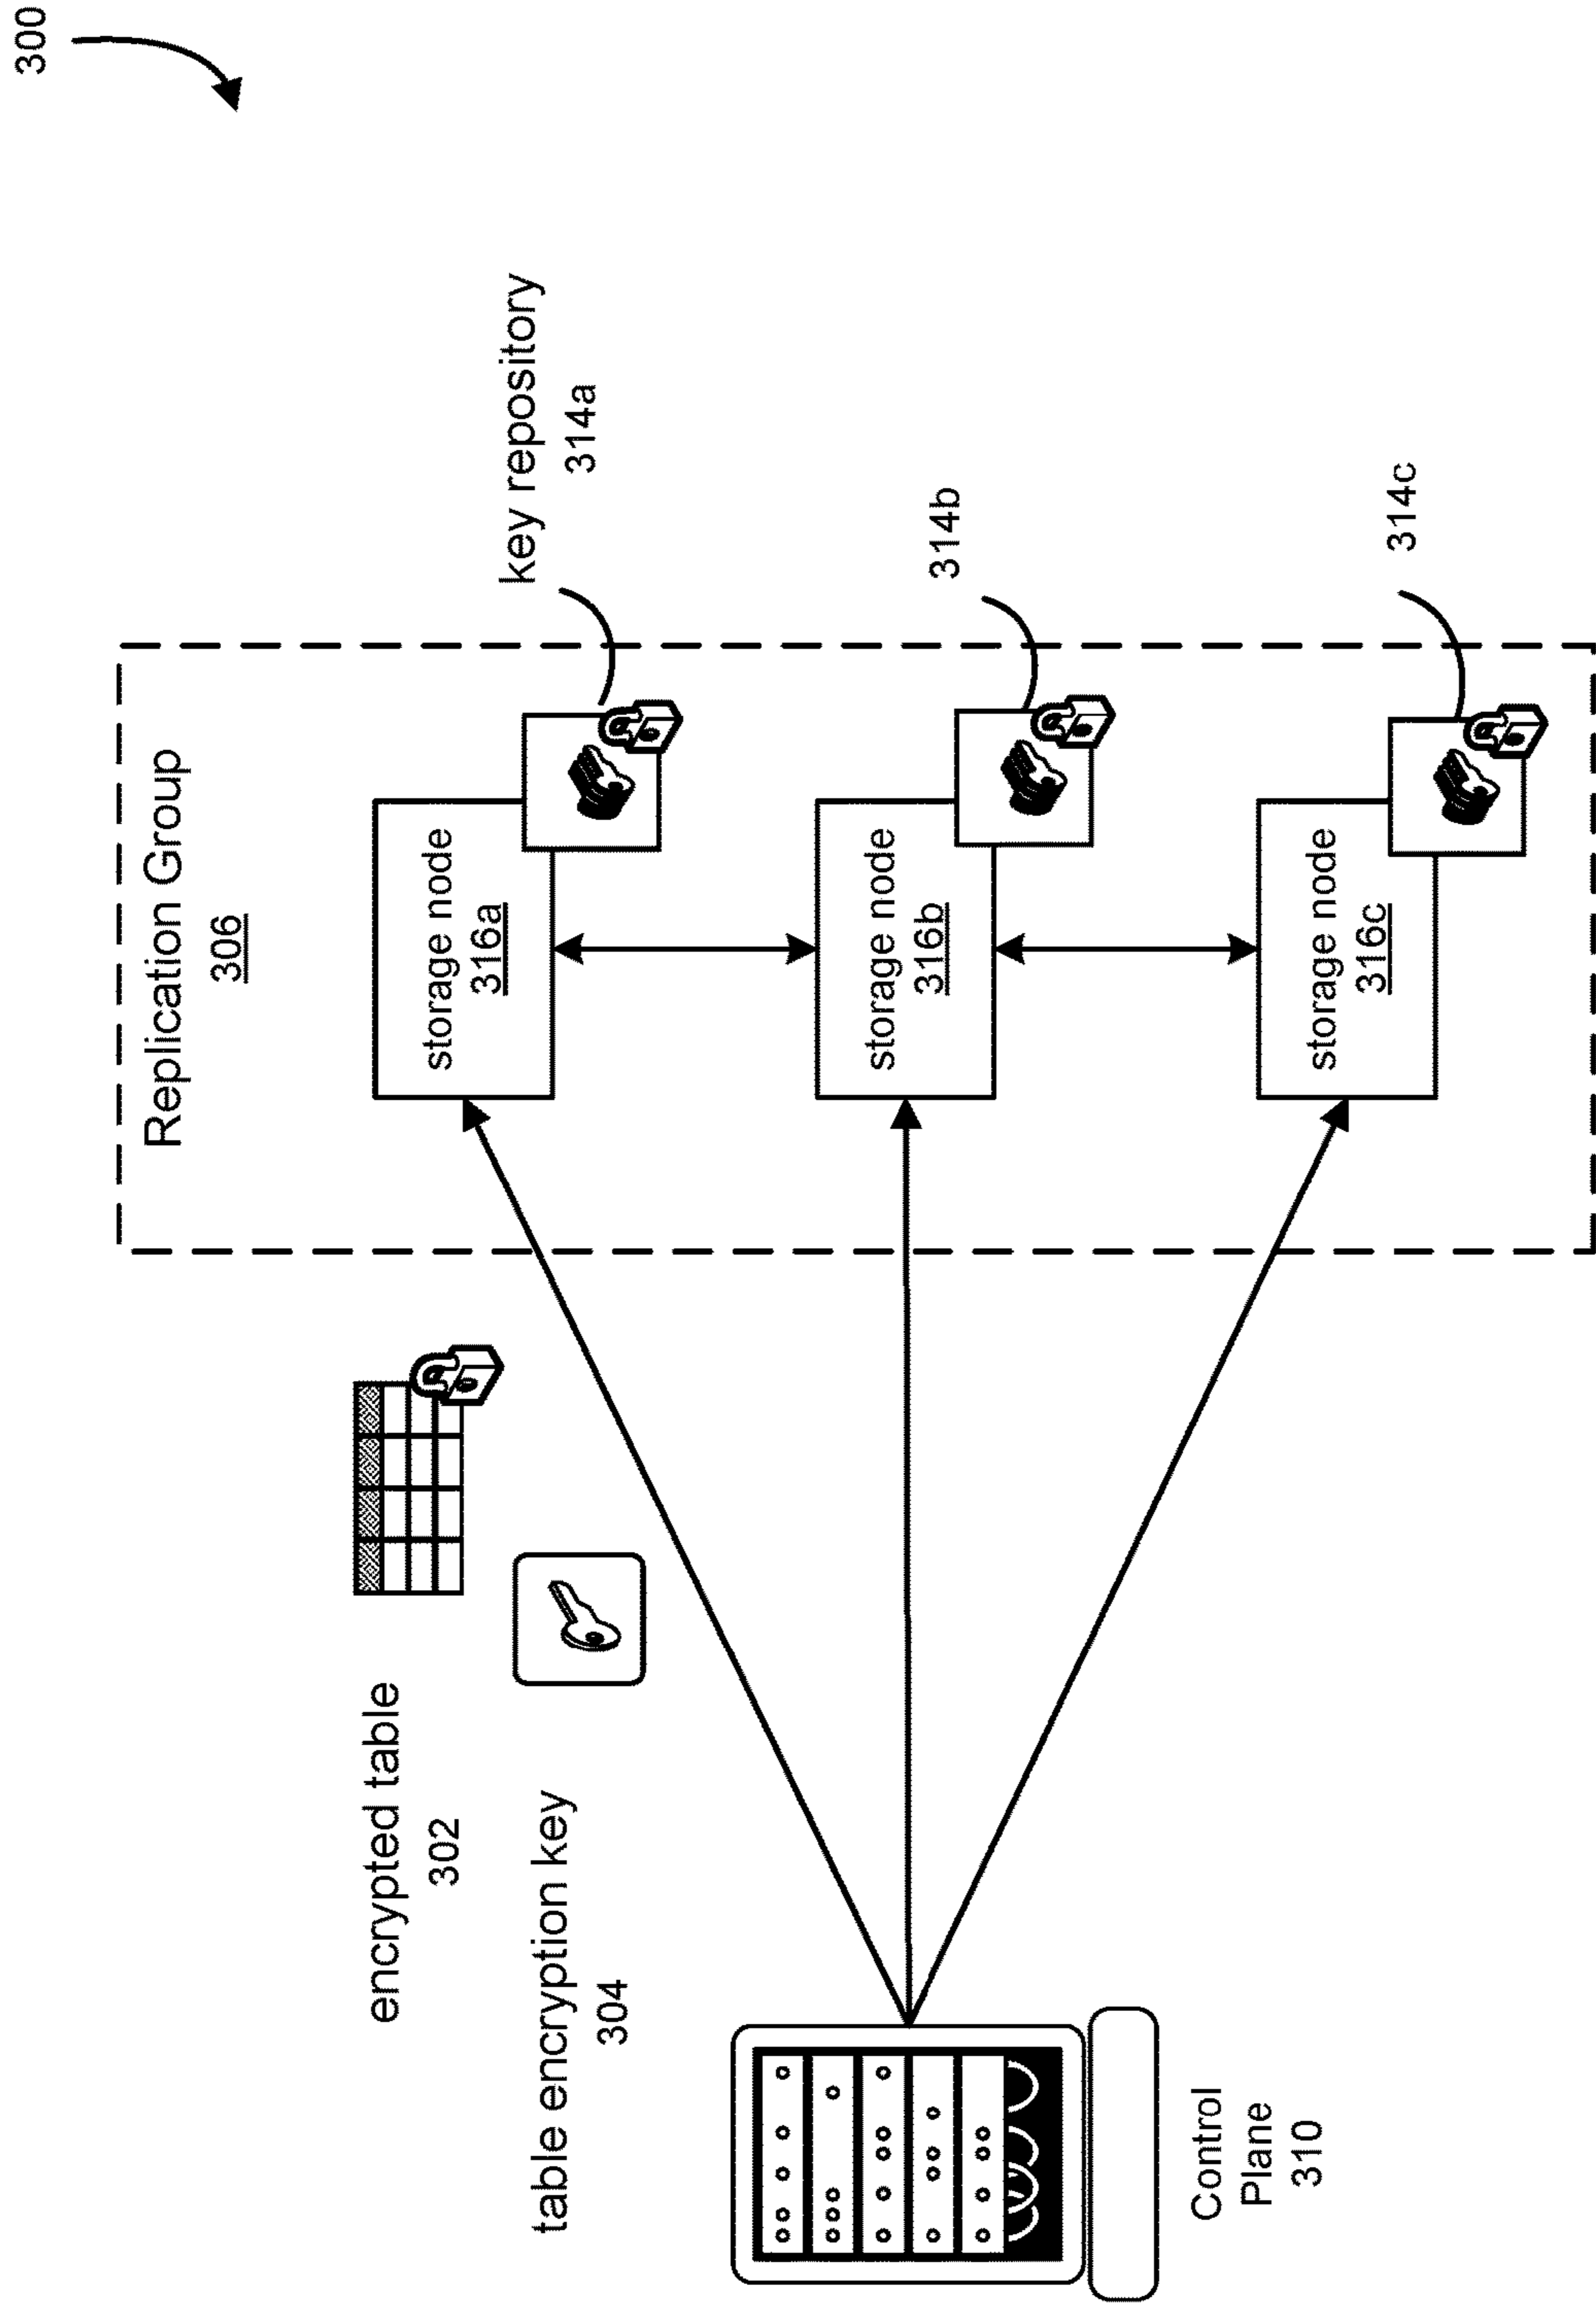 300
Replication Group
306
encrypted table
302
table encryption key
304
storage node
316a
key repository
314a
storage node
316b
314b
storage node
316c
314c
Control
Plane
310